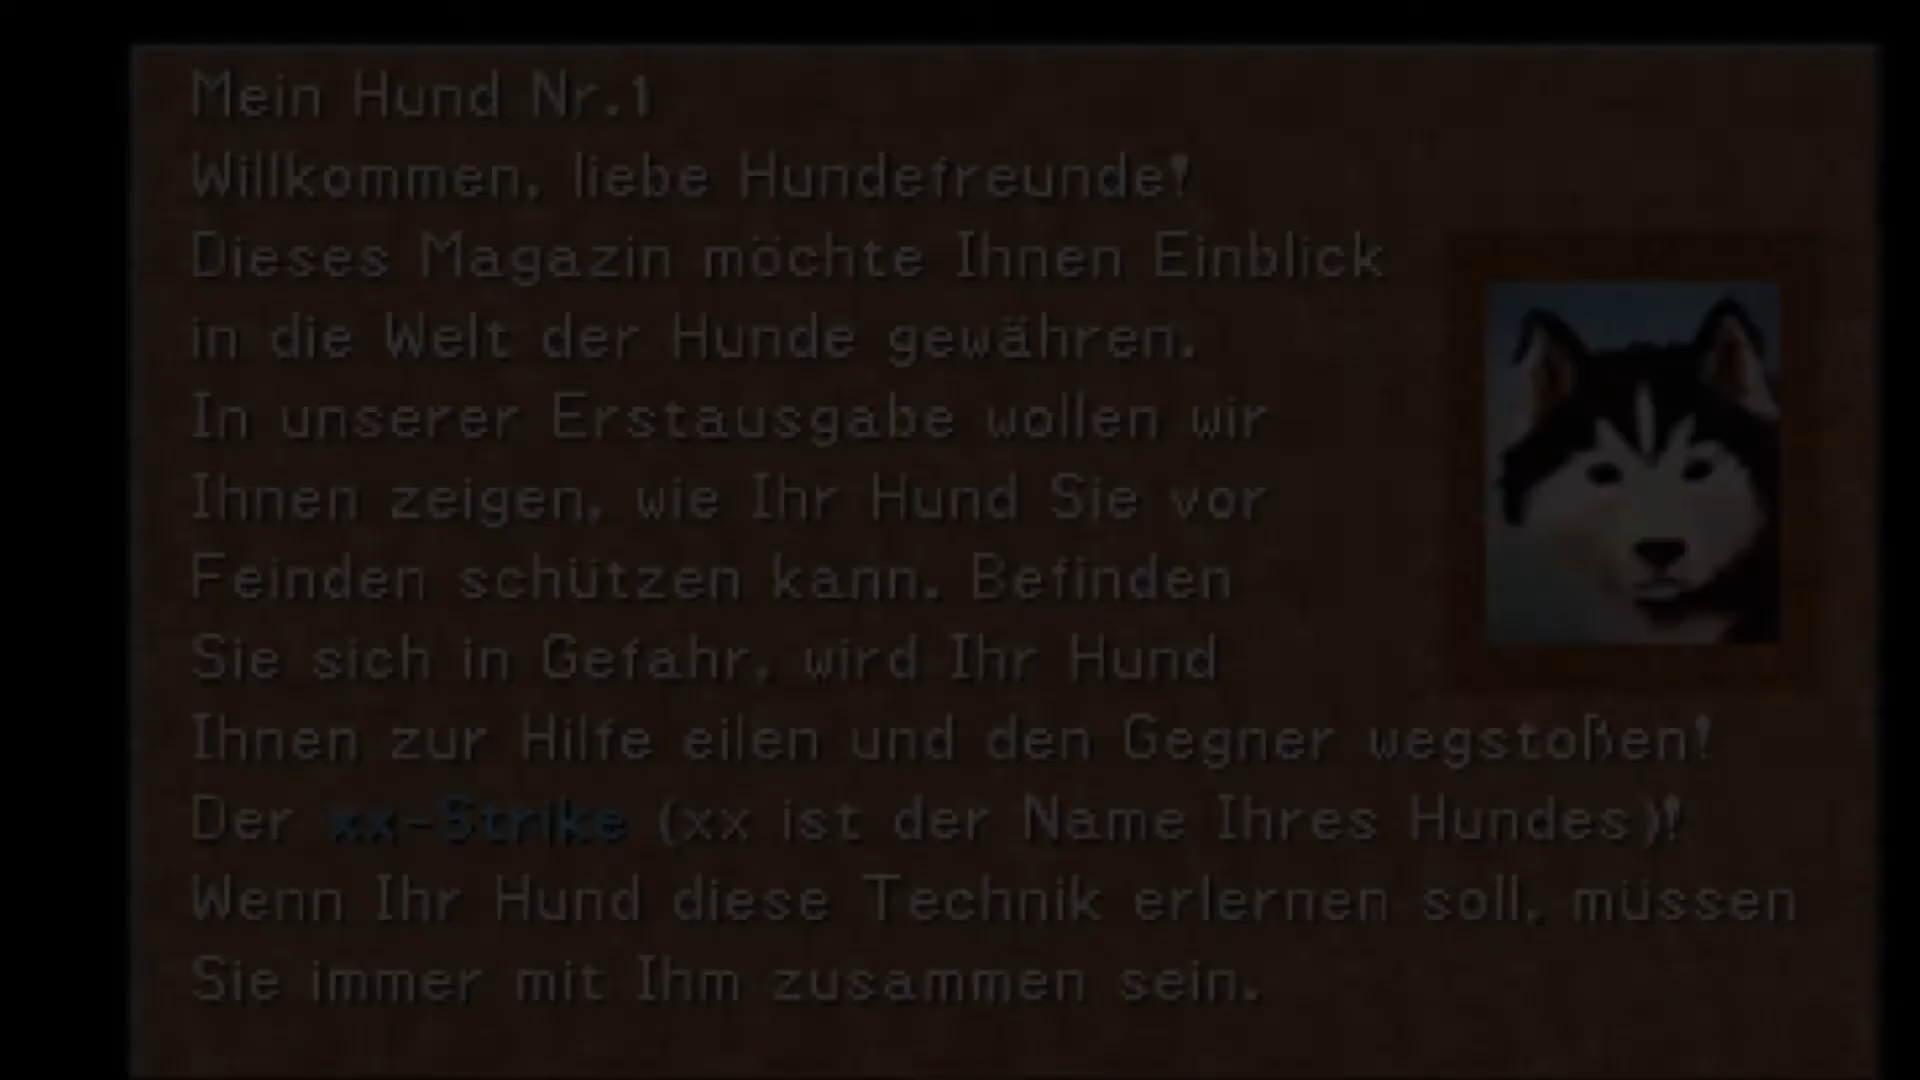 Mein Hund Nr.1
Willkommen, liebe Hundefreunde!
Dieses Magazin möchte Ihnen Einblick
in die Welt der Hunde gewähren.
In unserer Erstausgabe wollen wir
Ihnen zeigen, wie Ihr Hund Sie vor
Feinden schützen kann. Befinden
Sie sich in Gefahr, wird Ihr Hund
Ihnen zur Hilfe eilen und den Gegner wegstoßen!
Der xx-Strike (xx ist der Name Ihres Hundes)!
Wenn Ihr Hund diese Technik erlernen soll, müssen
Sie immer mit Ihm zusammen sein.